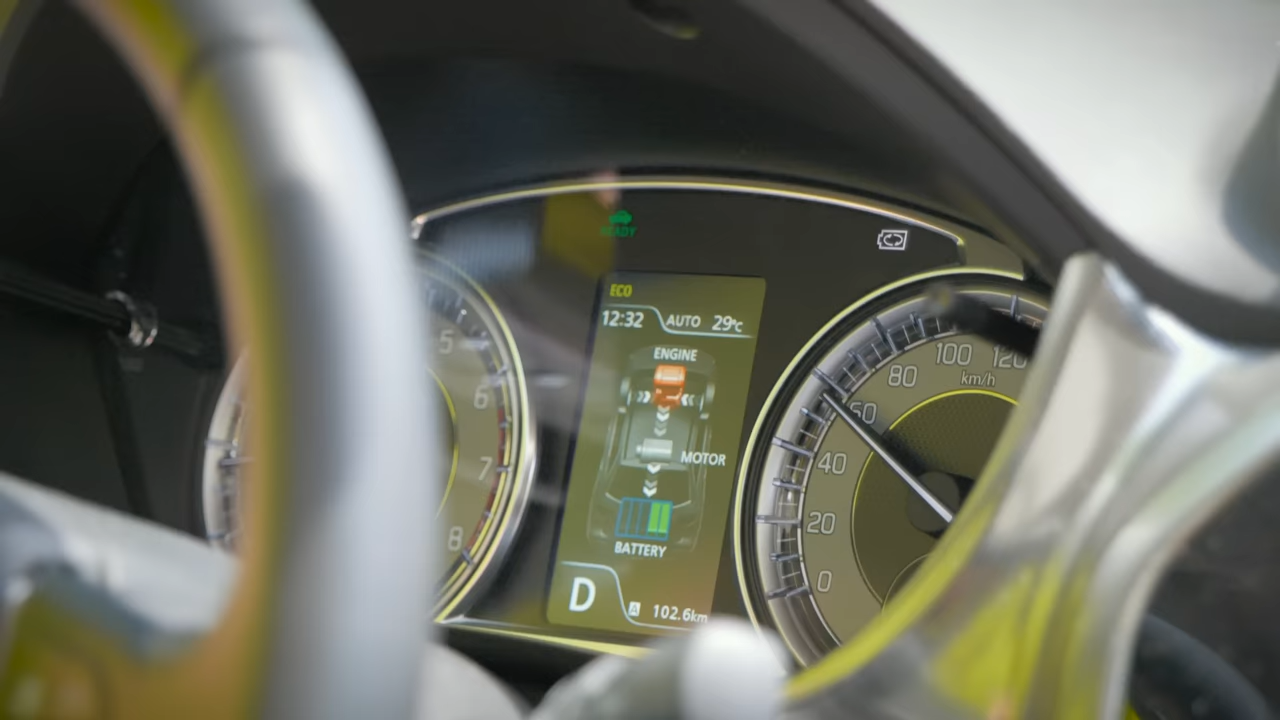 READY
ECO
12:32 AUTO 29°C
ENGINE
MOTOR
BATTERY
D
A 102.6km
5
6
7
8
120
100
km/h
80
60
40
20
0